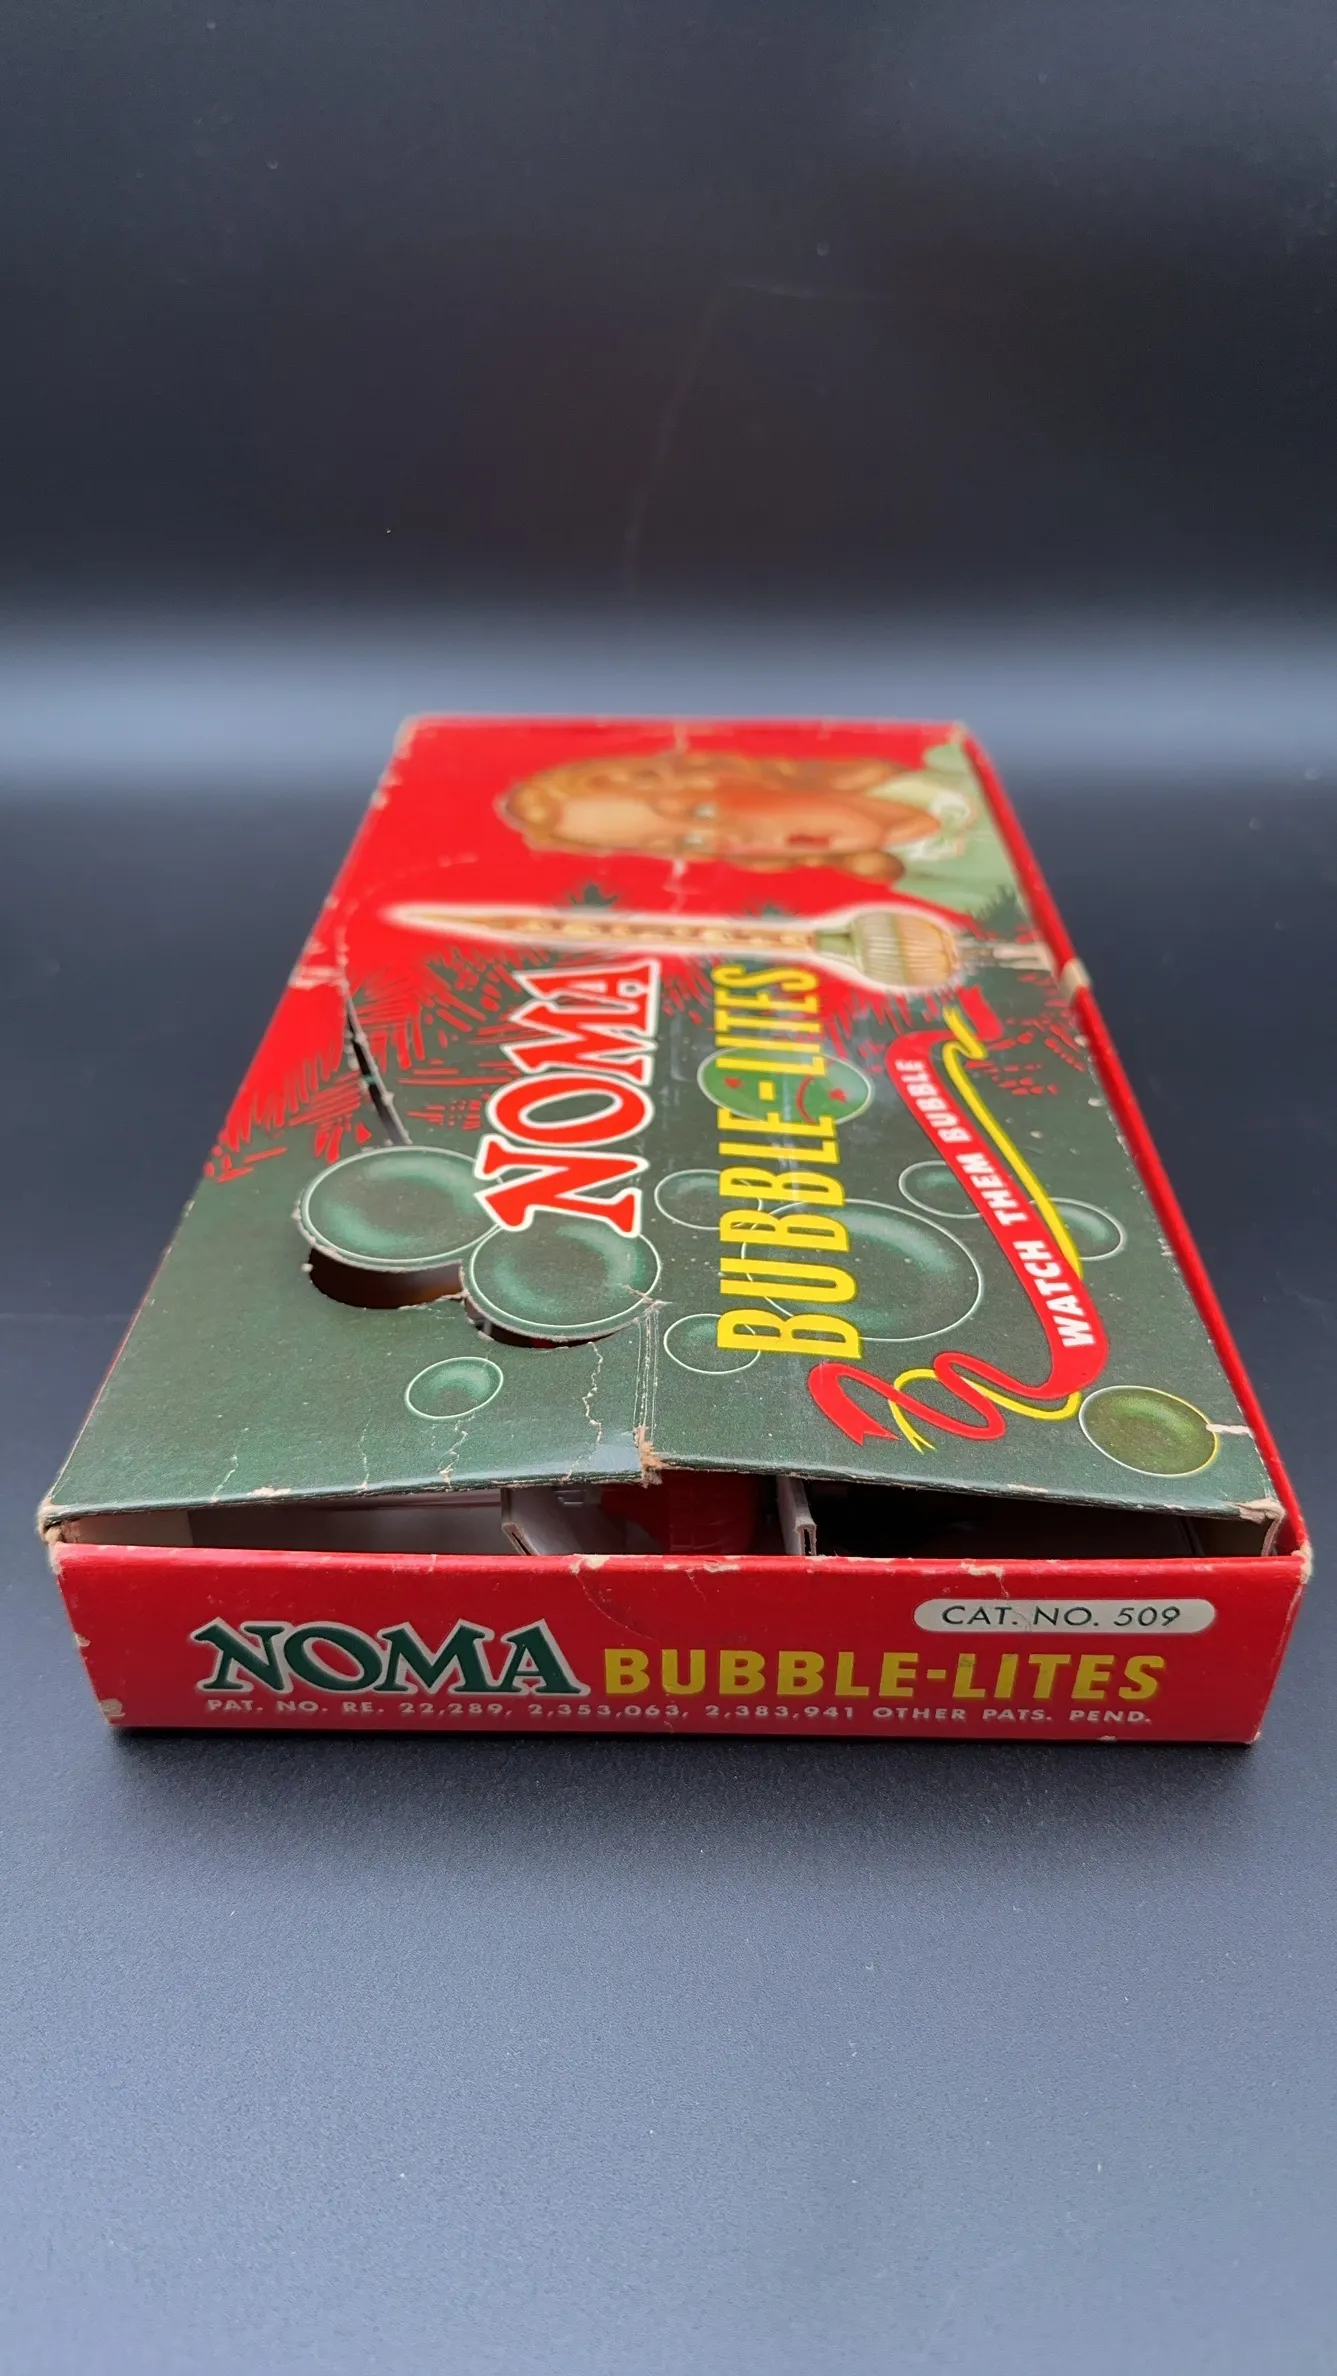 NOMA
BUBBLE-LITES
WATCH THEM BUBBLE
CAT. NO. 509
NOMA BUBBLE-LITES
PAT. NO. RE. 22,289, 2,353,063, 2,383,941 OTHER PATS. PEND.